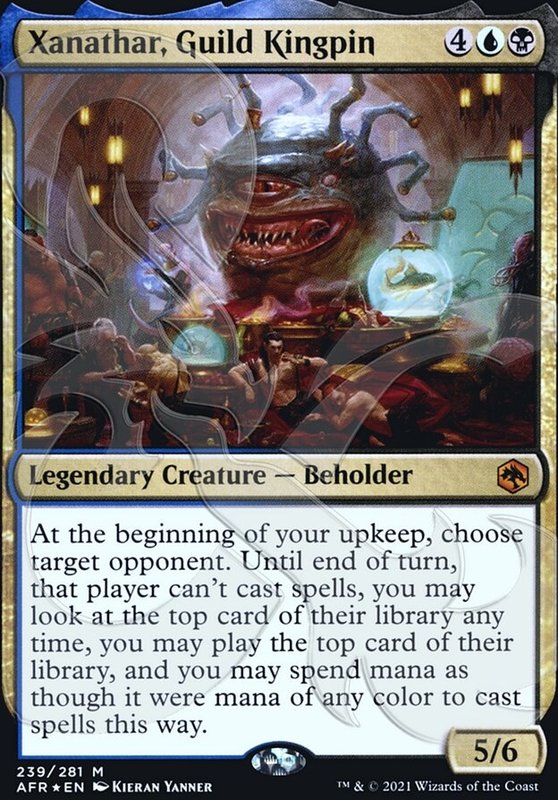 Xanathar, Guild Kingpin 4
Legendary Creature — Beholder
At the beginning of your upkeep, choose
target opponent. Until end of turn,
that player can't cast spells, you may
look at the top card of their library any
time, you may play the top card of their
library, and you may spend mana as
though it were mana of any color to cast
spells this way.
5/6
239/281 M
AFR★EN KIERAN YANNER
™ & © 2021 Wizards of the Coast